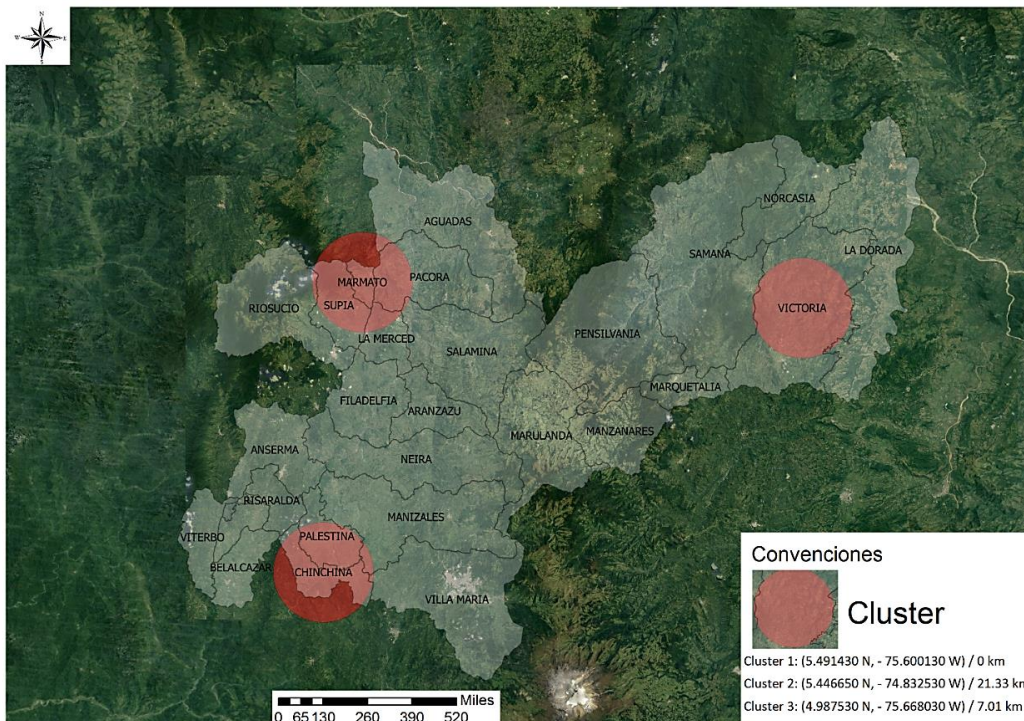 N
W
E
S
AGUADAS
NORCASIA
SAMANA
LA DORADA
MARMATO
PACORA
RIOSUCIO
SUPIA
VICTORIA
LA MERCED
PENSILVANIA
SALAMINA
MARQUETALIA
FILADELFIA
ARANZAZU
MARULANDA
MANZANARES
ANSERMA
NEIRA
RISARALDA
MANIZALES
VITERBO
PALESTINA
BELALCAZAR
CHINCHINA
VILLA MARIA
Convenciones
Cluster
Cluster 1: (5.491430 N, - 75.600130 W) / 0 km
Cluster 2: (5.446650 N, - 74.832530 W) / 21.33 km
Cluster 3: (4.987530 N, - 75.668030 W) / 7.01 km
Miles
0 65 130 260 390 520